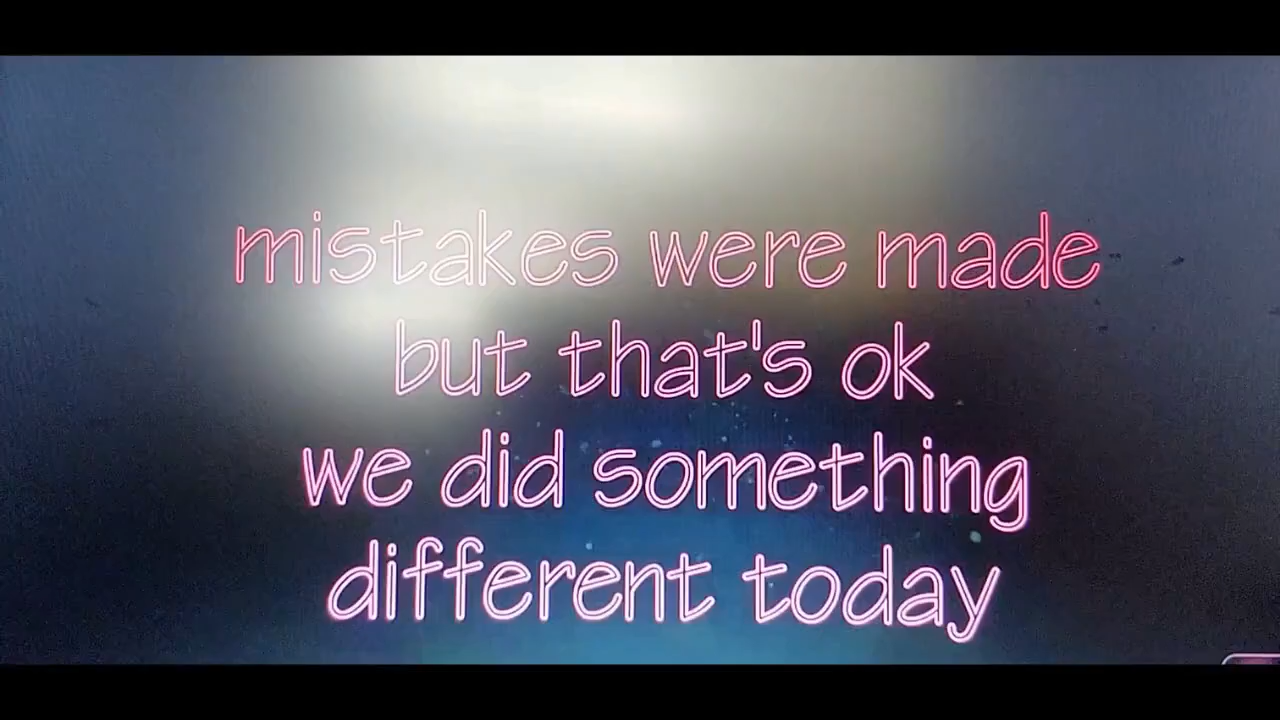 mistakes were made
but that's ok
we did something
different today